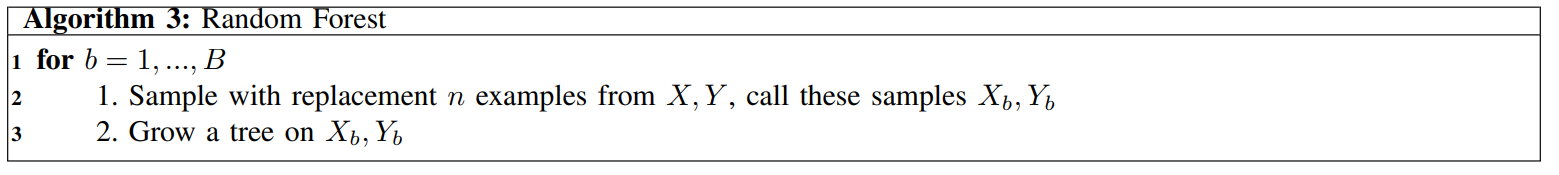 Algorithm 3: Random Forest
1 for b = 1, ..., B
2 1. Sample with replacement n examples from X, Y, call these samples X_b, Y_b
3 2. Grow a tree on X_b, Y_b